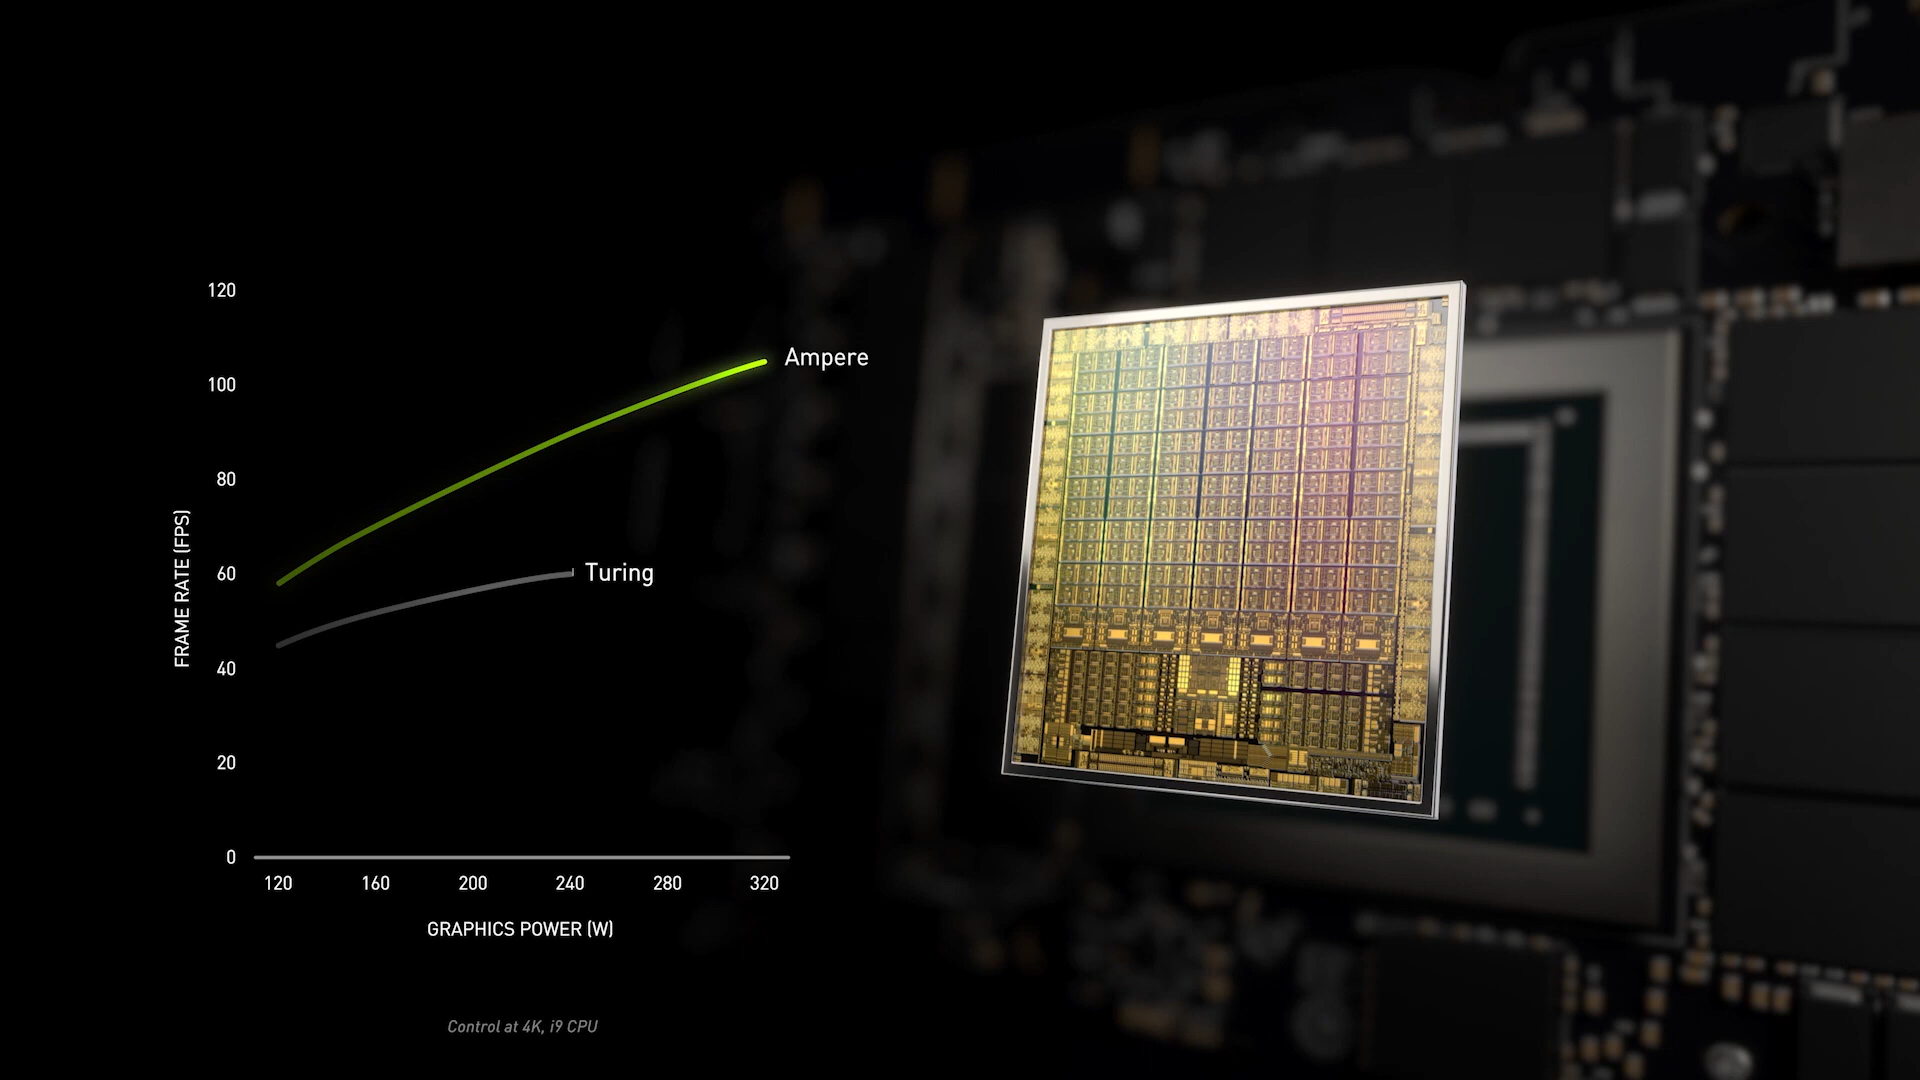 120
100
80
60
40
20
0
FRAME RATE (FPS)
Ampere
Turing
120 160 200 240 280 320
GRAPHICS POWER (W)
Control at 4K, i9 CPU